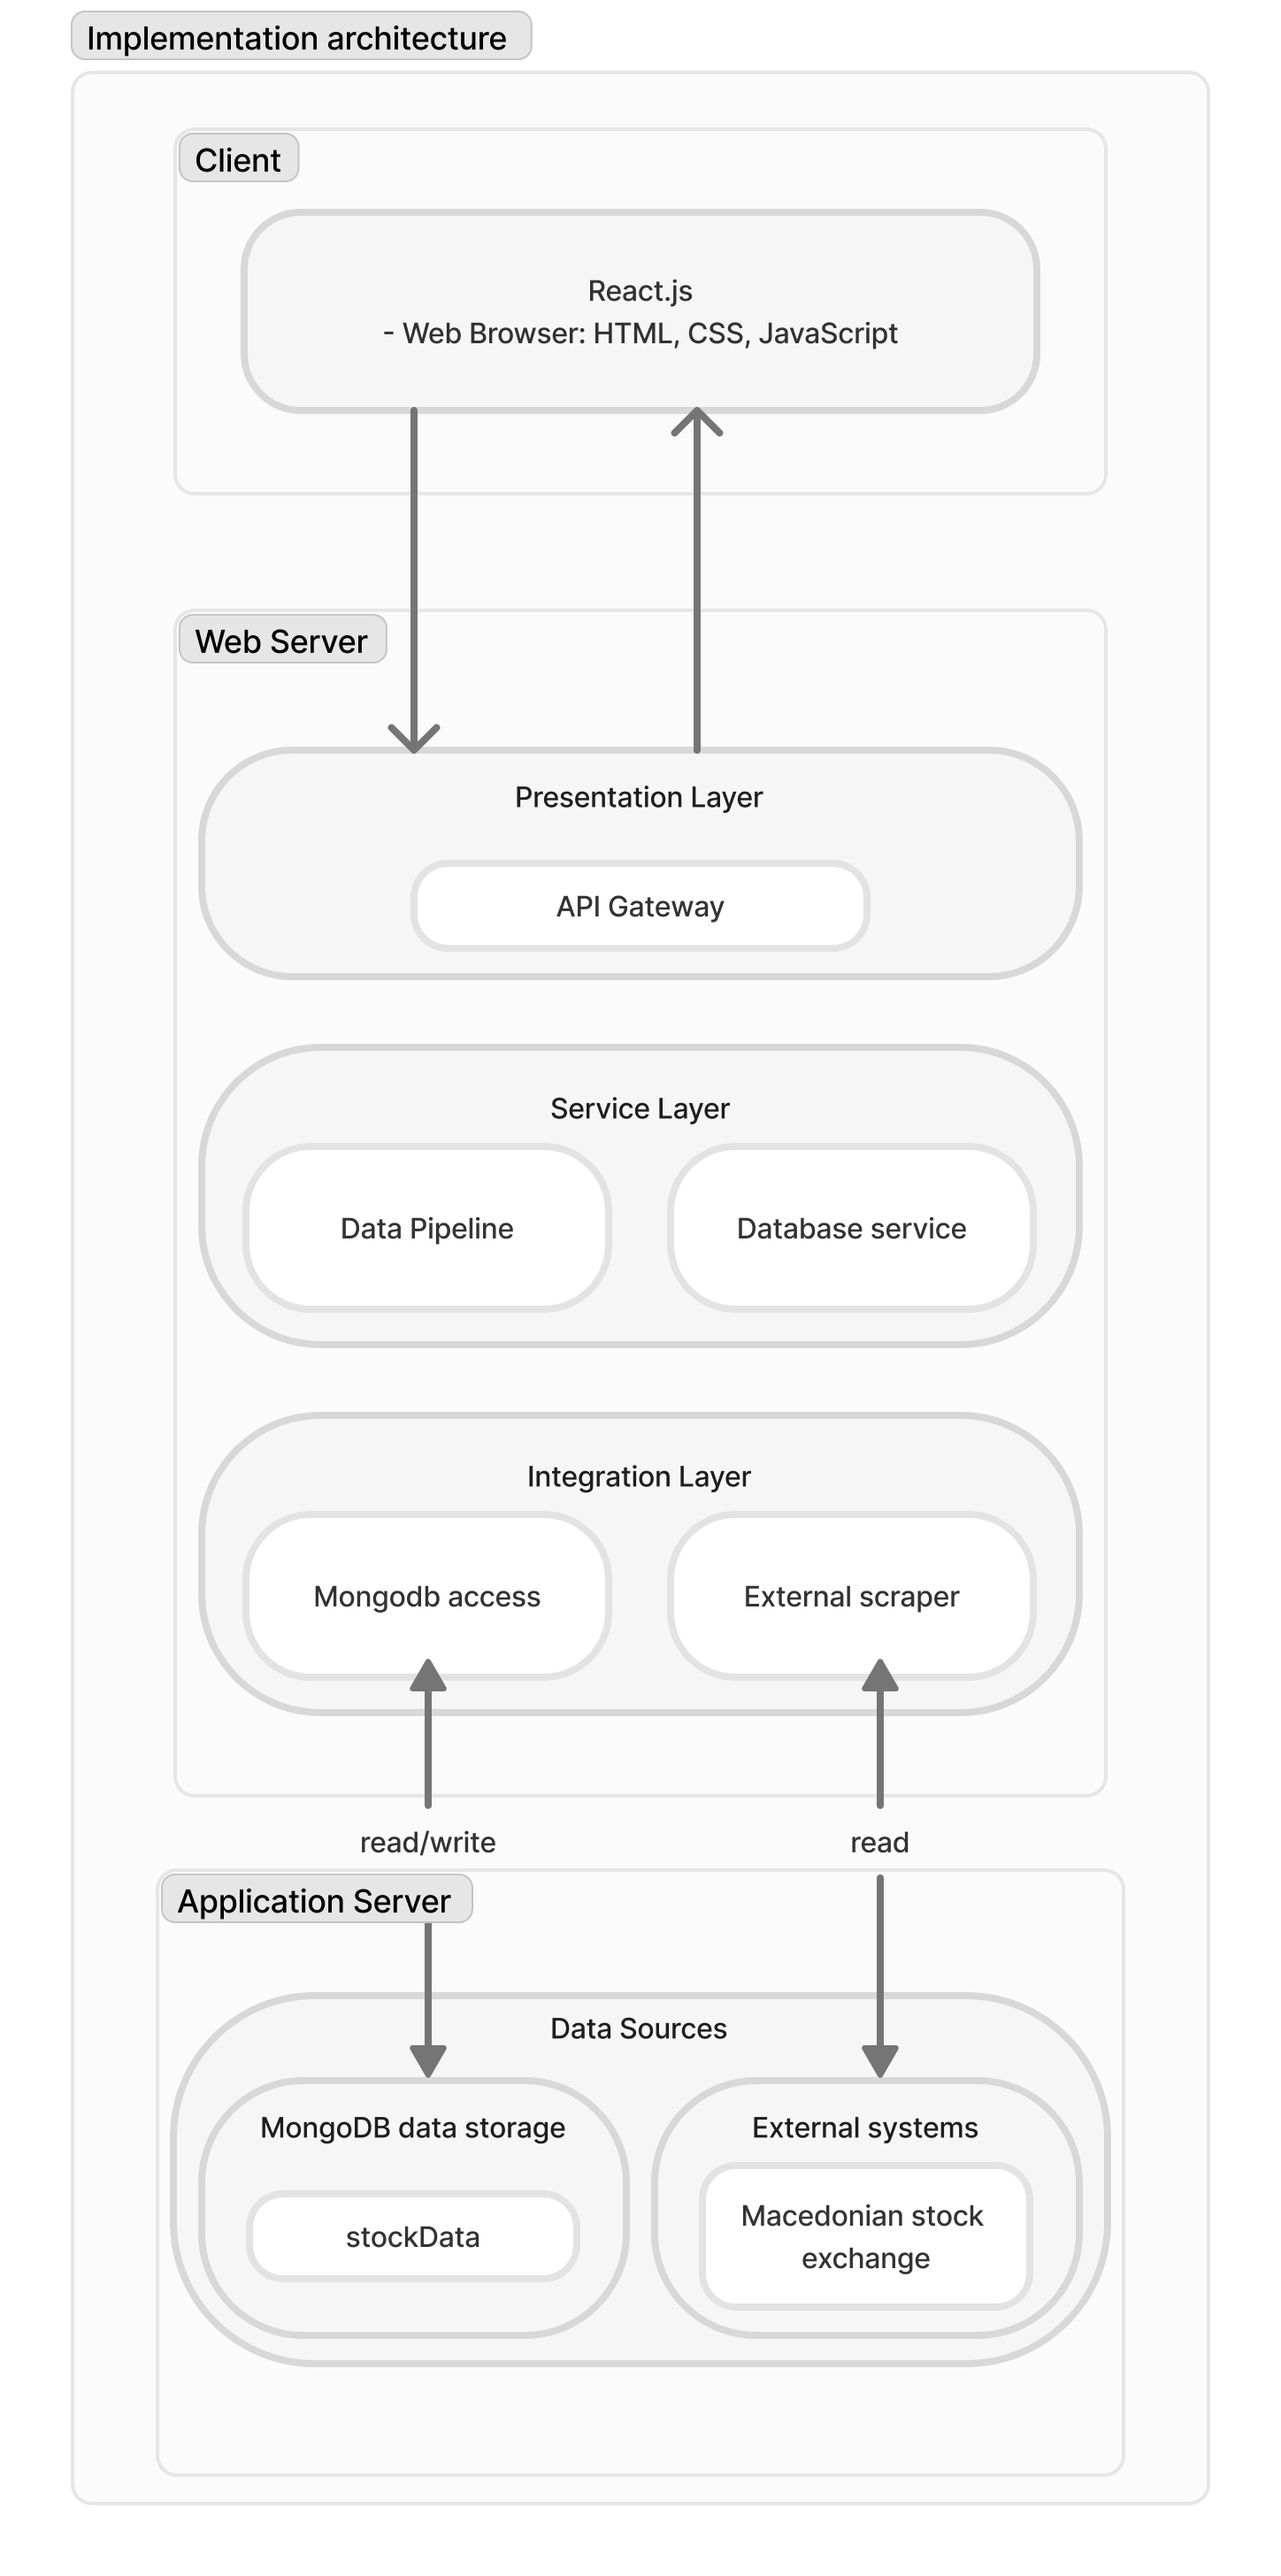 Implementation architecture
Client
React.js
- Web Browser: HTML, CSS, JavaScript
Web Server
Presentation Layer
API Gateway
Service Layer
Data Pipeline
Database service
Integration Layer
Mongodb access
External scraper
read/write
read
Application Server
Data Sources
MongoDB data storage
External systems
stockData
Macedonian stock
exchange